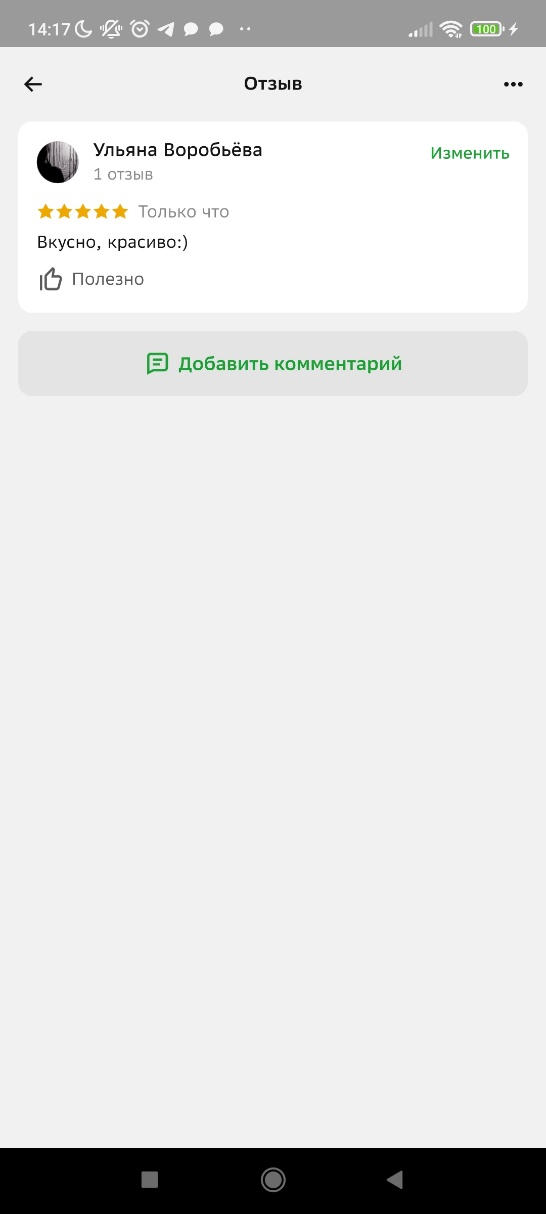 14:17
100
Отзыв
Ульяна Воробьёва
Изменить
1 отзыв
Только что
Вкусно, красиво:)
Полезно
Добавить комментарий